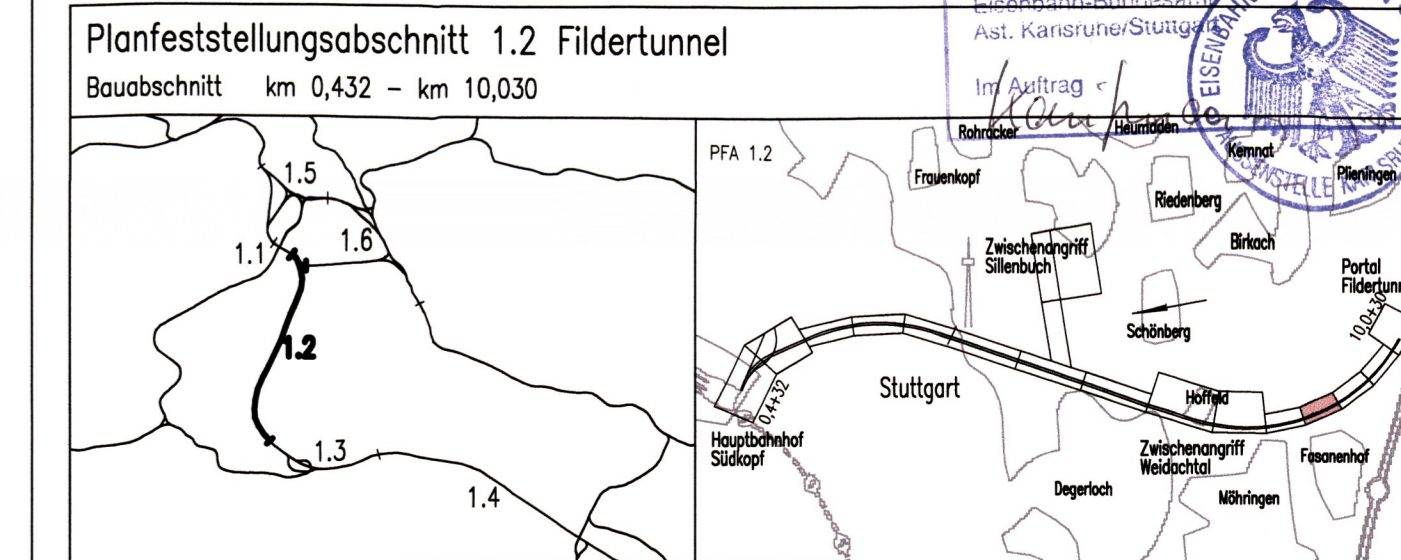 Planfeststellungsabschnitt 1.2 Fildertunnel
Bauabschnitt km 0,432 – km 10,030
Ast. Karlsruhe/Stuttgart
Im Auftrag
EISENBAHN
1.5
1.6
1.1
1.2
1.3
1.4
PFA 1.2
Rohracker
Heumaden
Kemnat
Plieningen
Frauenkopf
Riedenberg
Birkach
Zwischenangriff
Sillenbuch
Portal
Schönberg
10,0+30
Stuttgart
Hoffeld
0,4+32
Hauptbahnhof
Südkopf
Zwischenangriff
Weidachtal
Fasanenhof
Degerloch
Möhringen